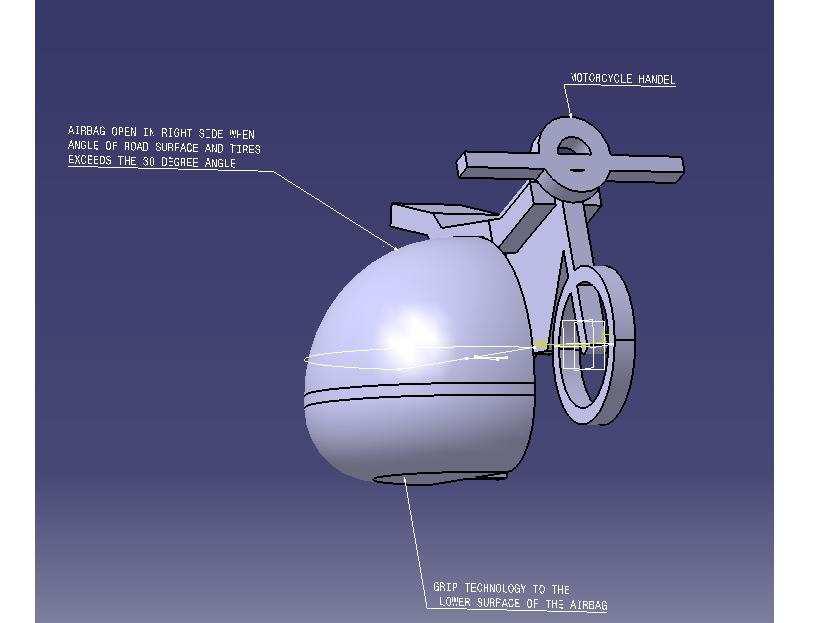 MOTORCYCLE HANDEL
AIRBAG OPEN IN RIGHT SIDE WHEN
ANGLE OF ROAD SURFACE AND TIRES
EXCEEDS THE 30 DEGREE ANGLE
GRIP TECHNOLOGY TO THE
LOWER SURFACE OF THE AIRBAG